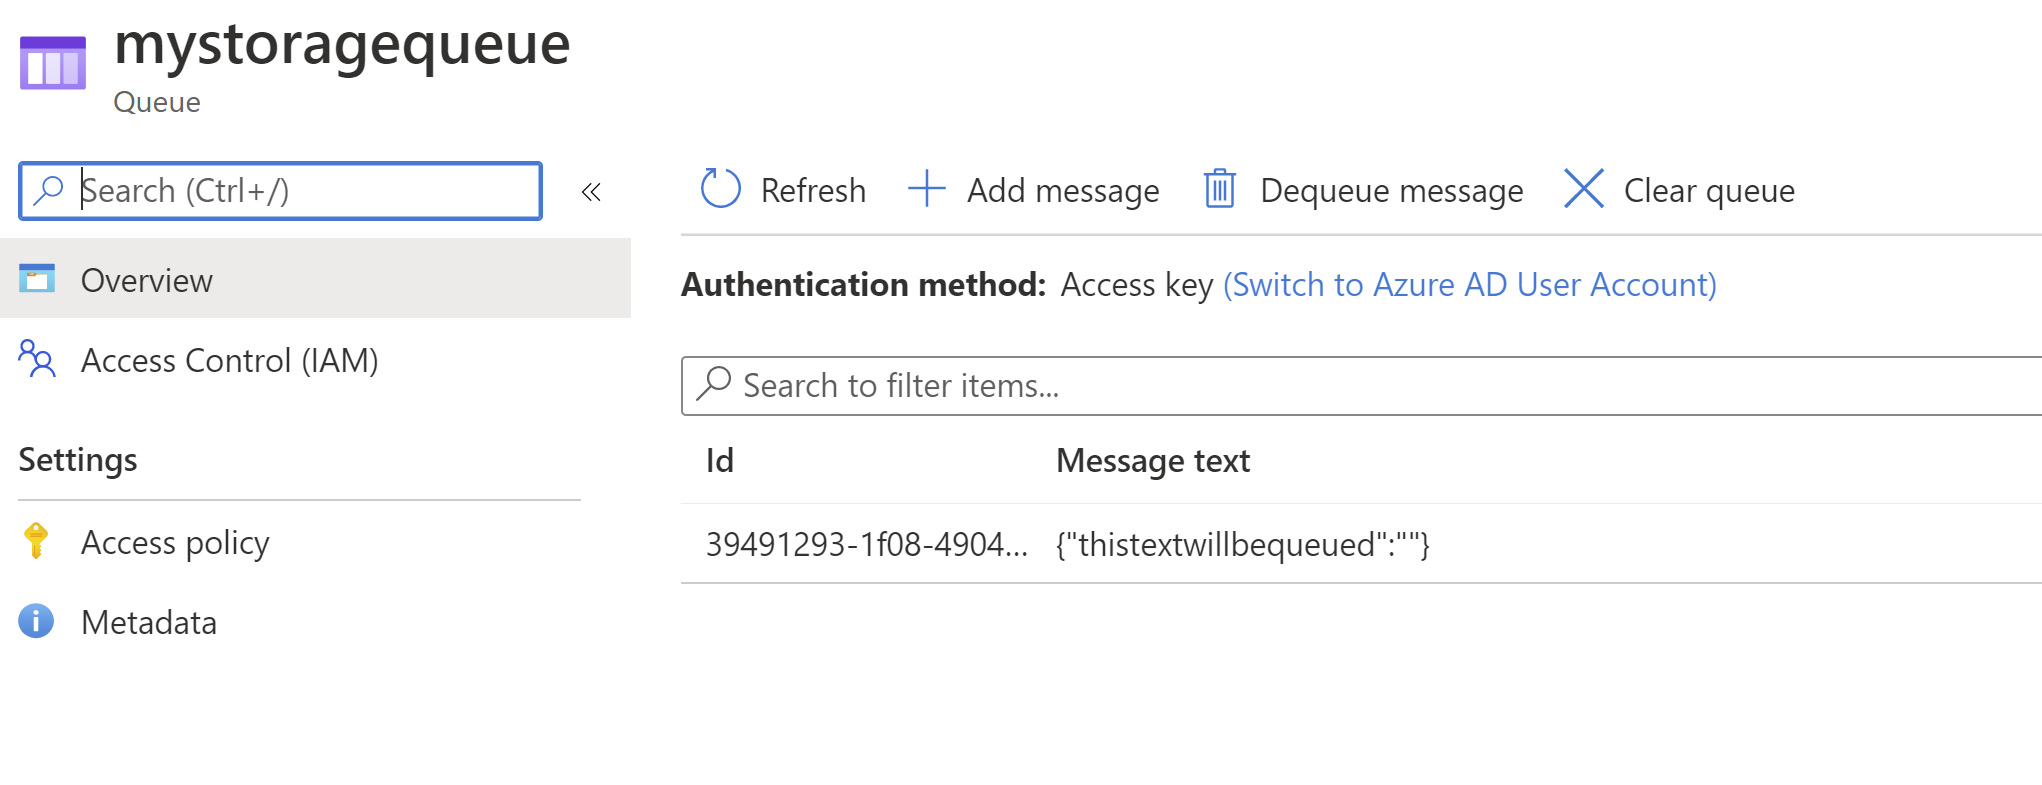 mystoragequeue
Queue
Search (Ctrl+/)
«
Overview
Access Control (IAM)
Settings
Access policy
Metadata
Refresh
Add message
Dequeue message
Clear queue
Authentication method: Access key (Switch to Azure AD User Account)
Search to filter items...
Id Message text
39491293-1f08-4904... {"thistextwillbequeued":""}